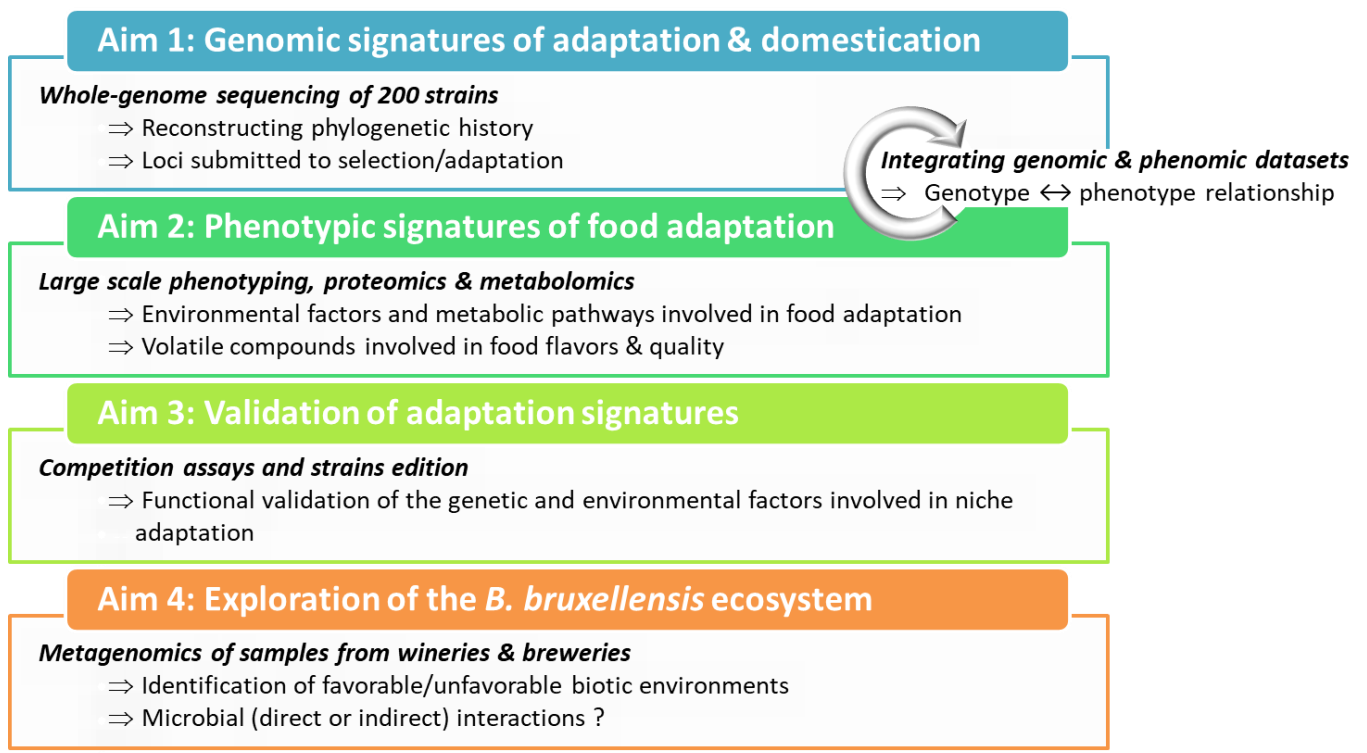 Aim 1: Genomic signatures of adaptation & domestication
Whole-genome sequencing of 200 strains
⇒ Reconstructing phylogenetic history
⇒ Loci submitted to selection/adaptation
Integrating genomic & phenomic datasets
⇒ Genotype ↔ phenotype relationship
Aim 2: Phenotypic signatures of food adaptation
Large scale phenotyping, proteomics & metabolomics
⇒ Environmental factors and metabolic pathways involved in food adaptation
⇒ Volatile compounds involved in food flavors & quality
Aim 3: Validation of adaptation signatures
Competition assays and strains edition
⇒ Functional validation of the genetic and environmental factors involved in niche
adaptation
Aim 4: Exploration of the B. bruxellensis ecosystem
Metagenomics of samples from wineries & breweries
⇒ Identification of favorable/unfavorable biotic environments
⇒ Microbial (direct or indirect) interactions ?